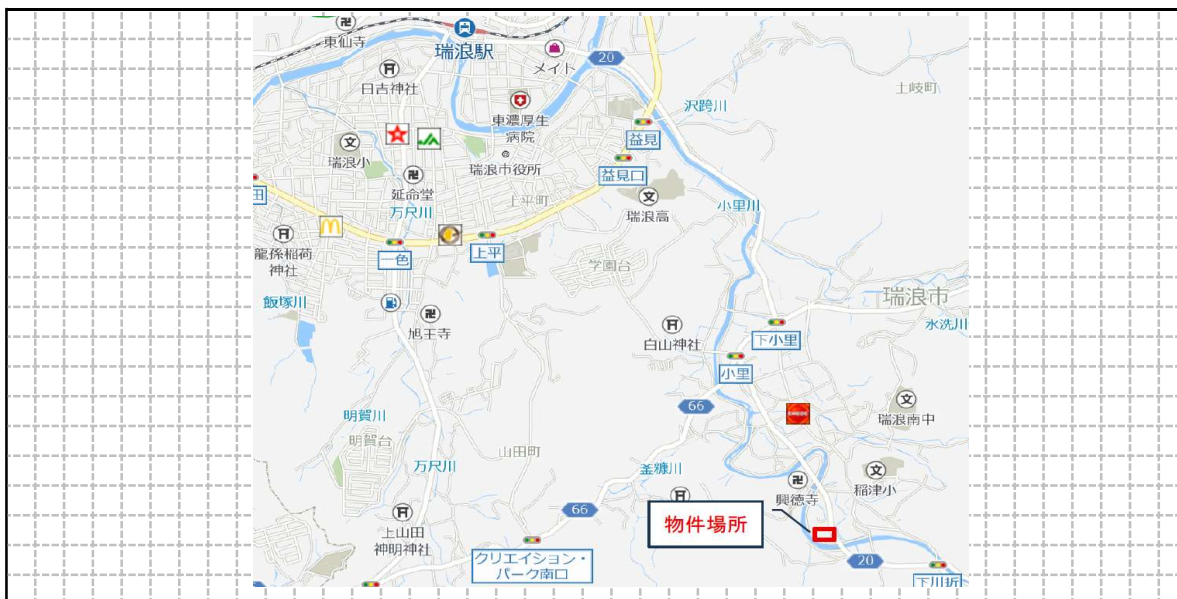 東仙寺
瑞浪駅
メイト
20
日吉神社
土岐町
沢跨川
東濃厚生
病院
益見
瑞浪小
瑞浪市役所
益見口
延命堂
上平町
瑞浪高
小里川
万尺川
田
龍孫稲荷
神社
一色
上平
学園台
瑞浪市
飯塚川
水洗川
旭王寺
白山神社
下小里
小里
66
明賀川
瑞浪南中
明賀台
山田町
万尺川
釜糠川
稲津小
興徳寺
66
物件場所
上山田
神明神社
クリエイション・
パーク南口
20
下川折